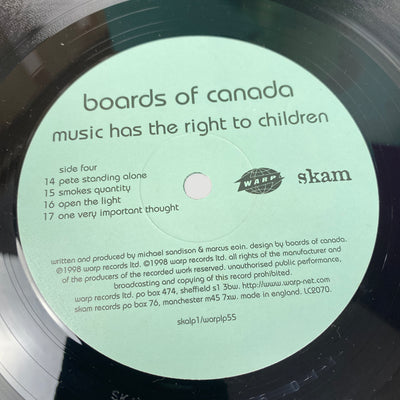 boards of canada
music has the right to children
side four
14 pete standing alone
15 smokes quantity
16 open the light
17 one very important thought
WARP
skam
written and produced by michael sandison & marcus eoin. design by boards of canada.
℗1998 warp records ltd. ©1998 warp records ltd. all rights of the manufacturer and
of the producers of the recorded work reserved. unauthorised public performance,
broadcasting and copying of this record prohibited.
warp records ltd. po box 474, sheffield s1 3bw. http://www.warp-net.com
skam records po box 76, manchester m45 7xw. made in england. LC2070.
skalp1/warplp55